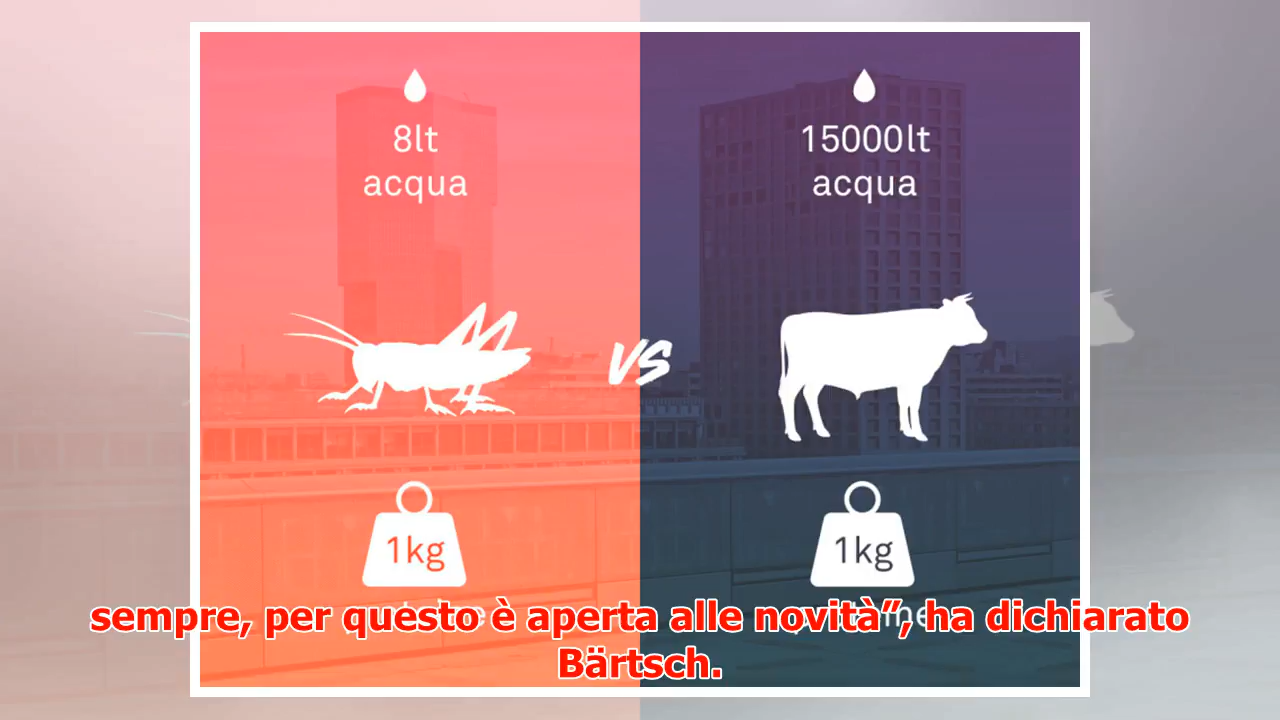 8lt
acqua
15000lt
acqua
VS
1kg
1kg
sempre, per questo è aperta alle novità”, ha dichiarato
Bärtsch.